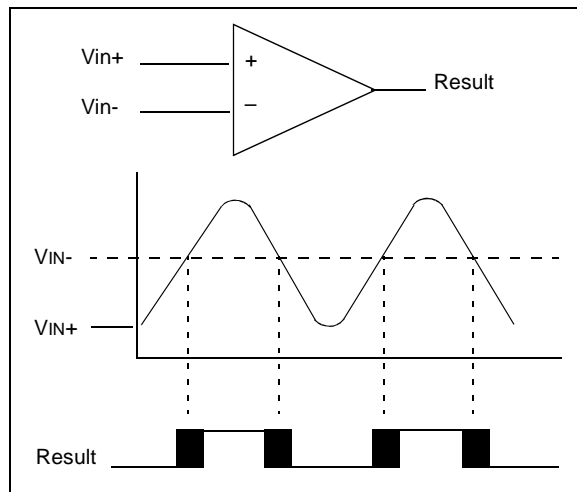 Vin+
+
Result
Vin-
–
VIN-
VIN+
Result